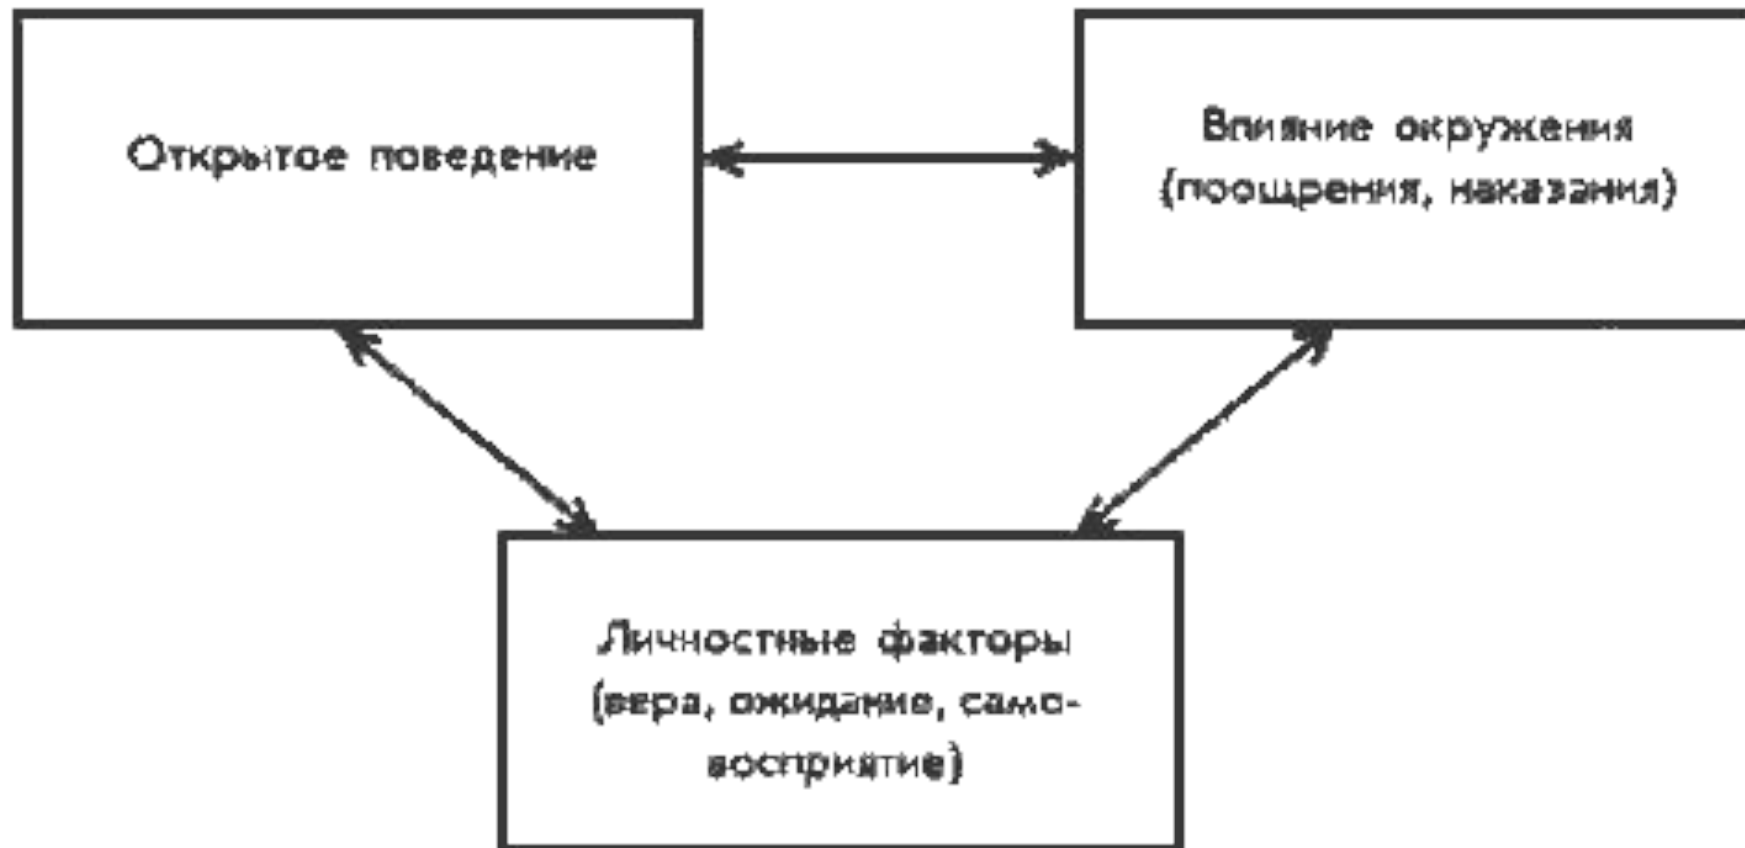 Открытое поведение
Влияние окружения
(поощрения, наказания)
Личностные факторы
(вера, ожидание, само-
восприятие)